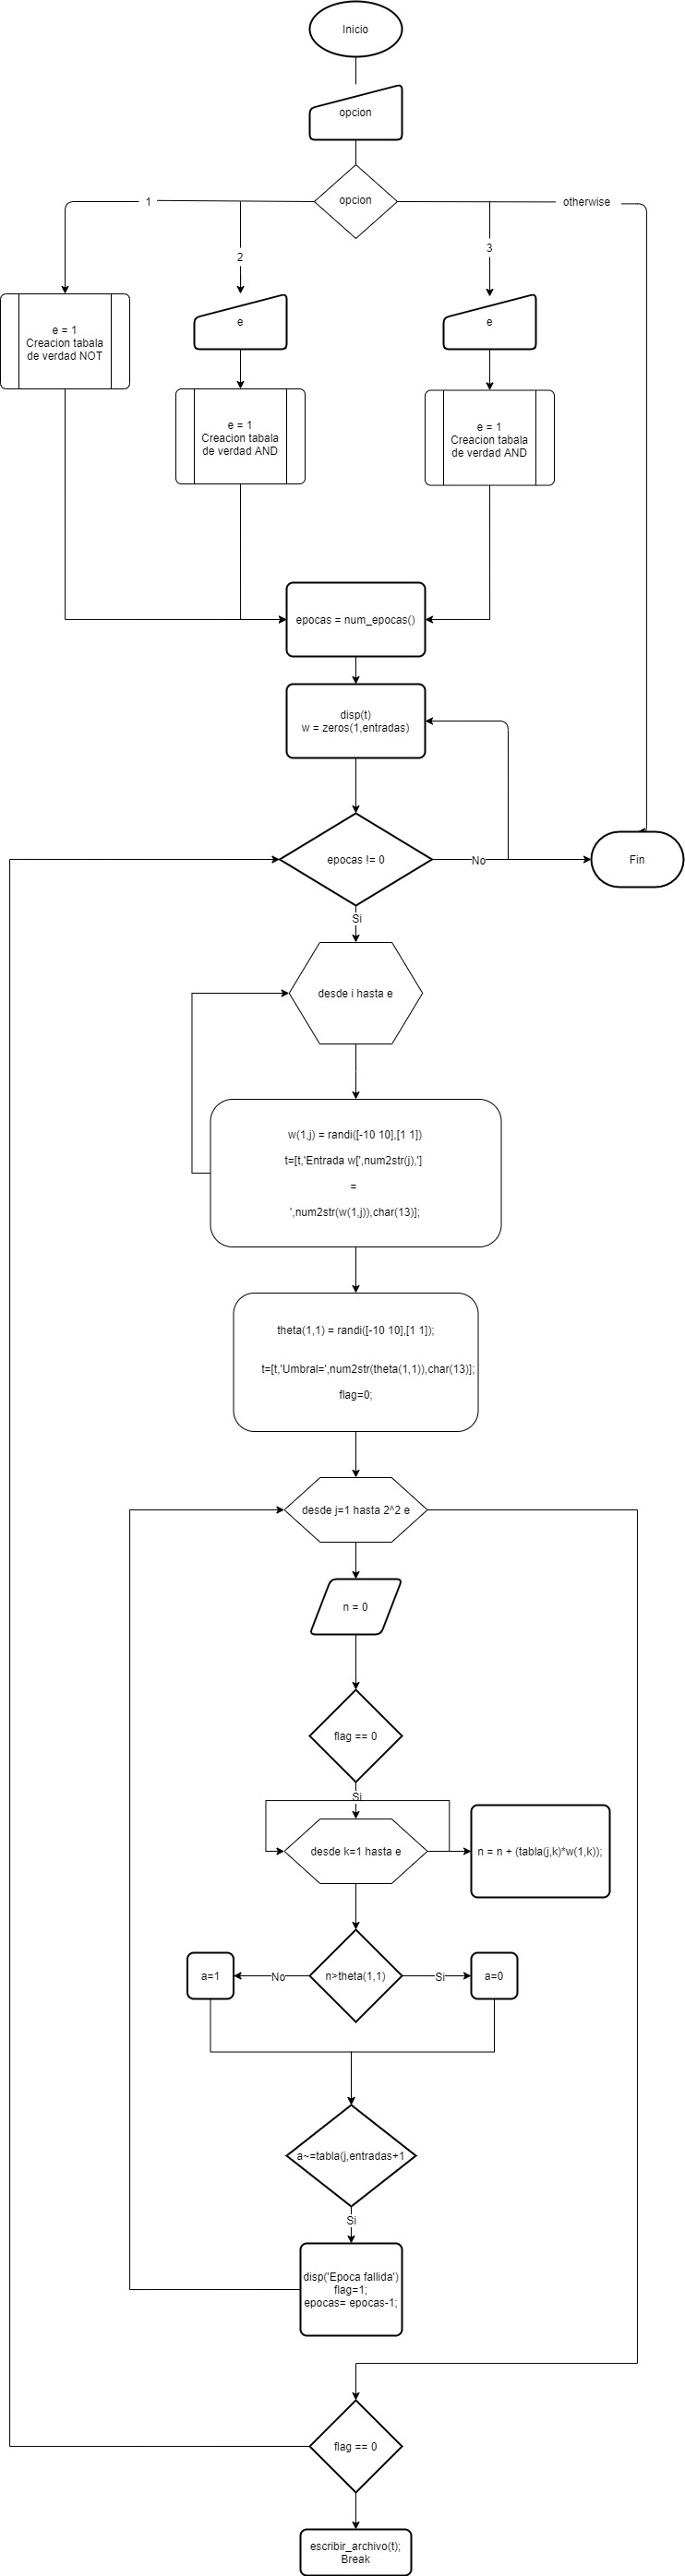 Inicio
opcion
opcion
1
otherwise
2
3
e
e
e = 1
Creacion tabala
de verdad NOT
e = 1
Creacion tabala
de verdad AND
e = 1
Creacion tabala
de verdad AND
epocas = num_epocas()
disp(t)
w = zeros(1,entradas)
epocas != 0
No
Fin
Si
desde i hasta e
w(1,j) = randi([-10 10],[1 1])
t=[t,'Entrada w[',num2str(j),']
=
',num2str(w(1,j)),char(13)];
theta(1,1) = randi([-10 10],[1 1]);
t=[t,'Umbral=',num2str(theta(1,1)),char(13)];
flag=0;
desde j=1 hasta 2^2 e
n = 0
flag == 0
Si
desde k=1 hasta e
n = n + (tabla(j,k)*w(1,k));
a=1
No
n>theta(1,1)
Si
a=0
a~=tabla(j,entradas+1
Si
disp('Epoca fallida')
flag=1;
epocas= epocas-1;
flag == 0
escribir_archivo(t);
Break